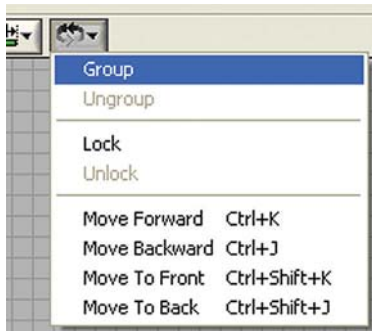 Group
Ungroup
Lock
Unlock
Move Forward Ctrl+K
Move Backward Ctrl+J
Move To Front Ctrl+Shift+K
Move To Back Ctrl+Shift+J